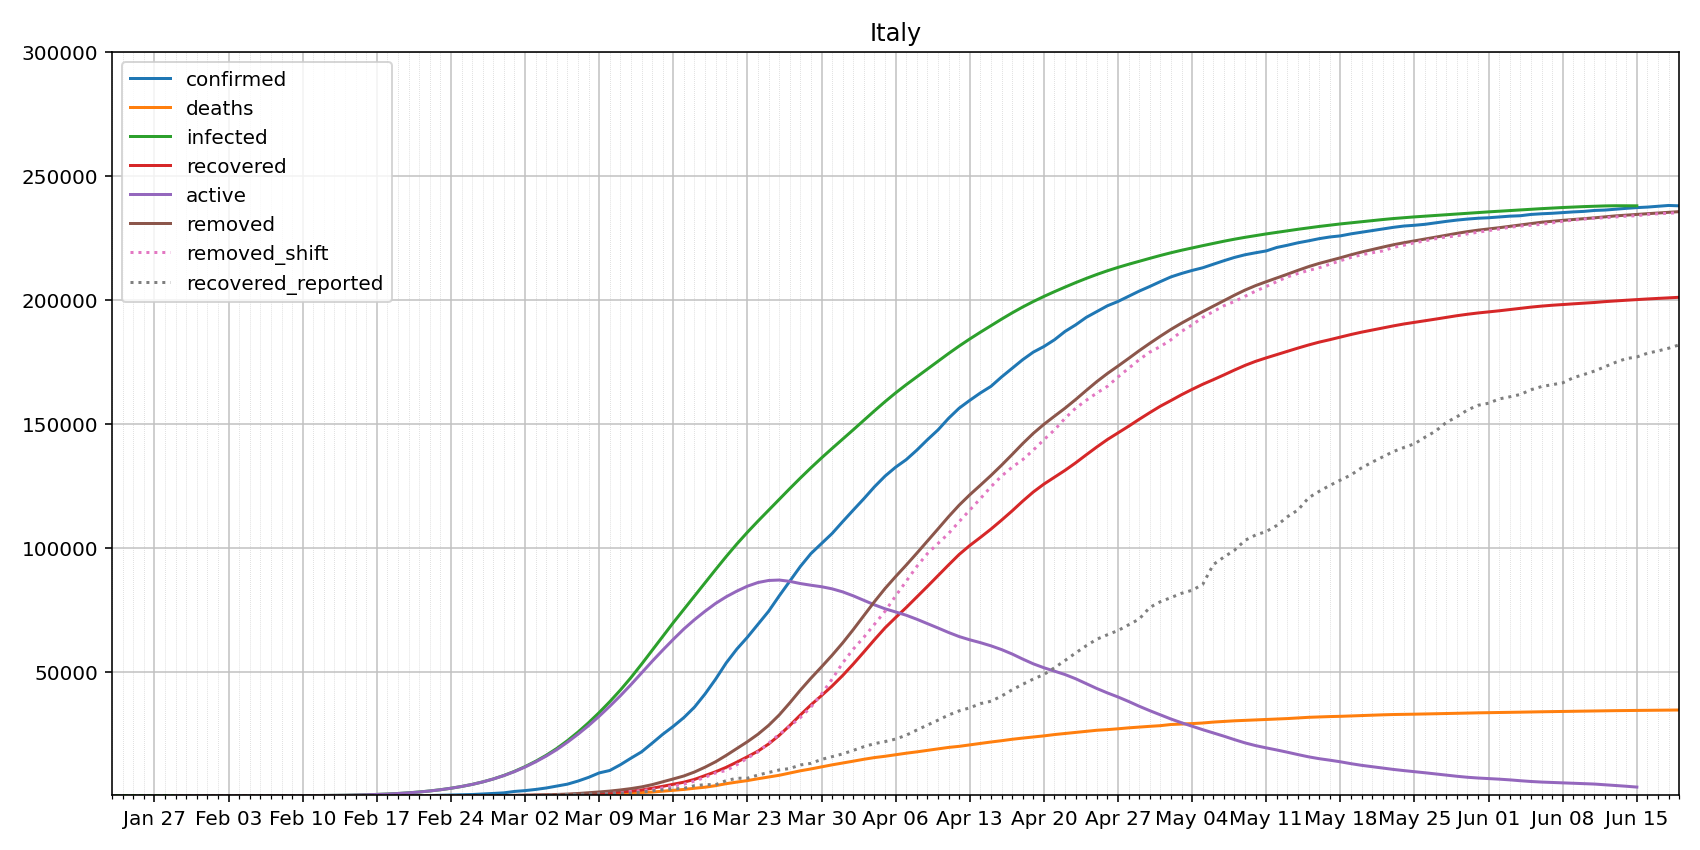 Italy
300000
250000
200000
150000
100000
50000
confirmed
deaths
infected
recovered
active
removed
removed_shift
recovered_reported
Jan 27 Feb 03 Feb 10 Feb 17 Feb 24 Mar 02 Mar 09 Mar 16 Mar 23 Mar 30 Apr 06 Apr 13 Apr 20 Apr 27 May 04 May 11 May 18 May 25 Jun 01 Jun 08 Jun 15